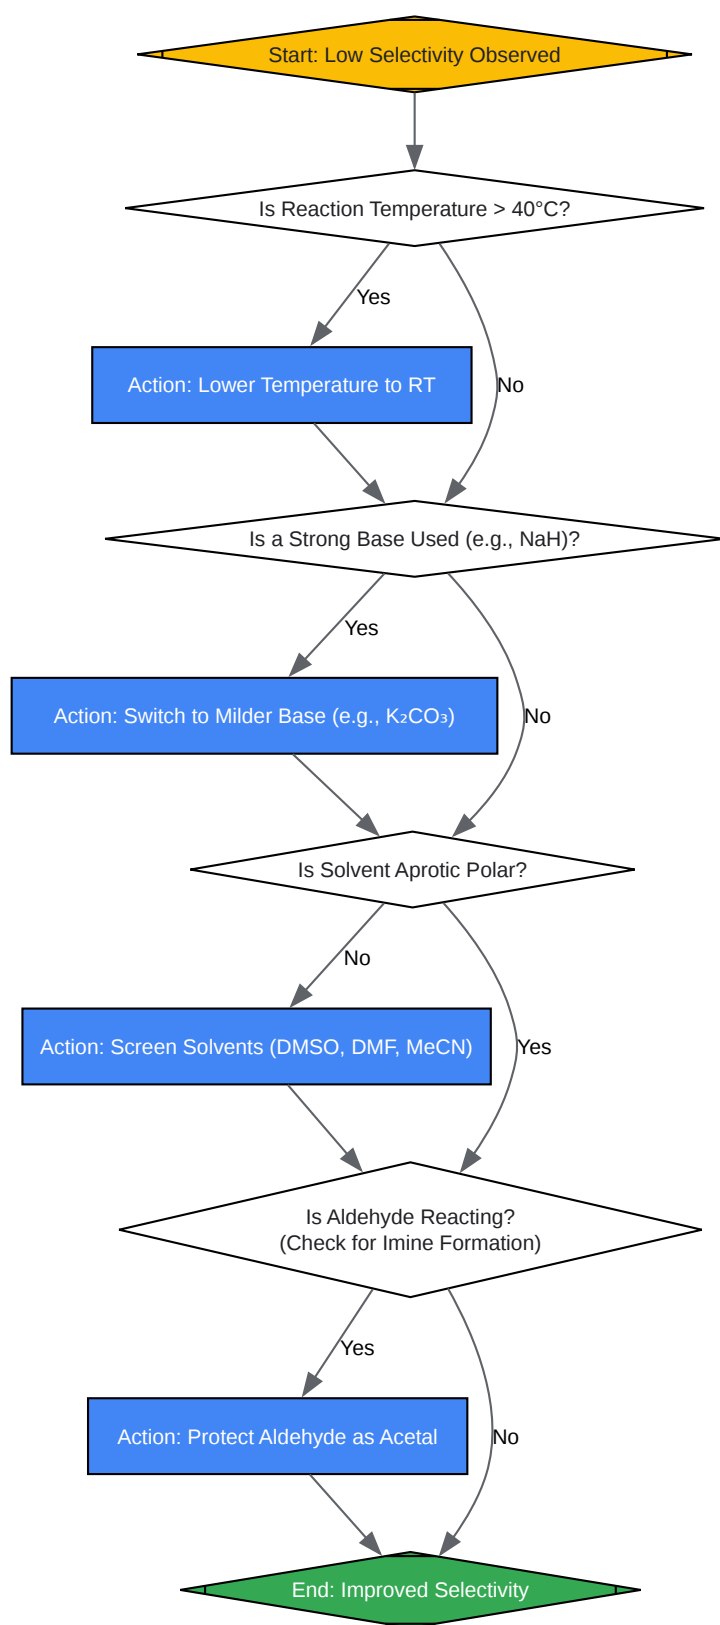 Start: Low Selectivity Observed
Is Reaction Temperature > 40°C?
Yes
Action: Lower Temperature to RT
No
Is a Strong Base Used (e.g., NaH)?
Yes
Action: Switch to Milder Base (e.g., K₂CO₃)
No
Is Solvent Aprotic Polar?
No
Action: Screen Solvents (DMSO, DMF, MeCN)
Yes
Is Aldehyde Reacting?
(Check for Imine Formation)
Yes
Action: Protect Aldehyde as Acetal
No
End: Improved Selectivity